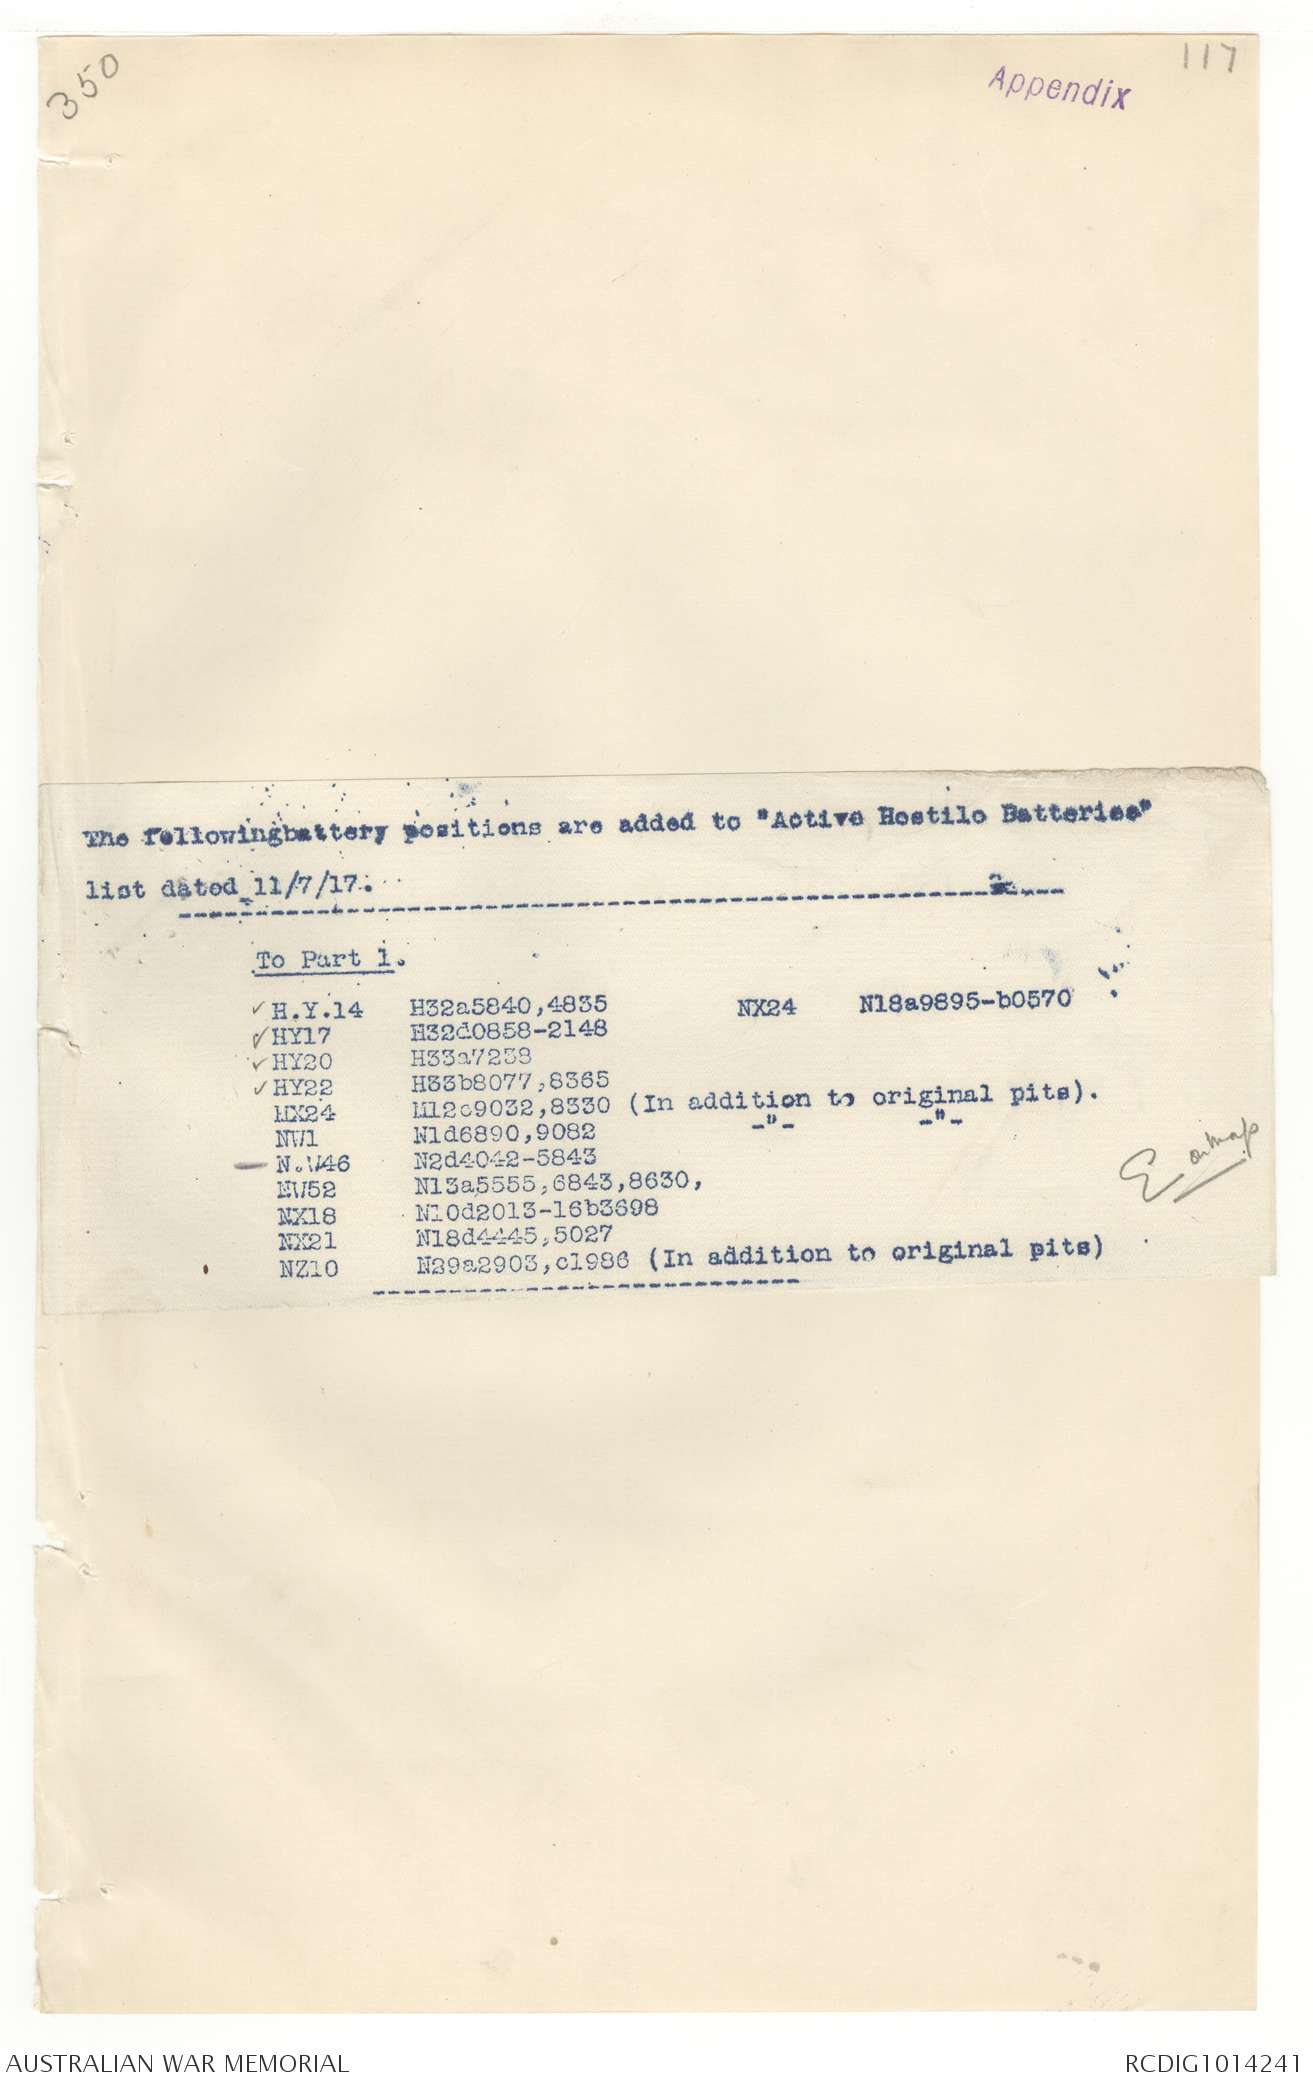 350
117
Appendix
The followingbattery positions are added to "Active Hostile Batteries"
list dated 11/7/17.
To Part 1.
✓ H.Y.14 H32a5840,4835 NX24 N18a9895-b0570
✓ HY17 H32d0858-2148
✓ HY20 H33a7238
✓ HY22 H33b8077,8365
MX24 M12c9032,8330 (In addition to original pits).
NW1 N1d6890,9082 -"- -"-
N.W46 N2d4042-5843
NW52 N13a5555,6843,8630,
NX18 N10d2013-16b3698
NX21 N18d4445,5027
NZ10 N29a2903,c1986 (In addition to original pits)
E on map
AUSTRALIAN WAR MEMORIAL
RCDIG1014241